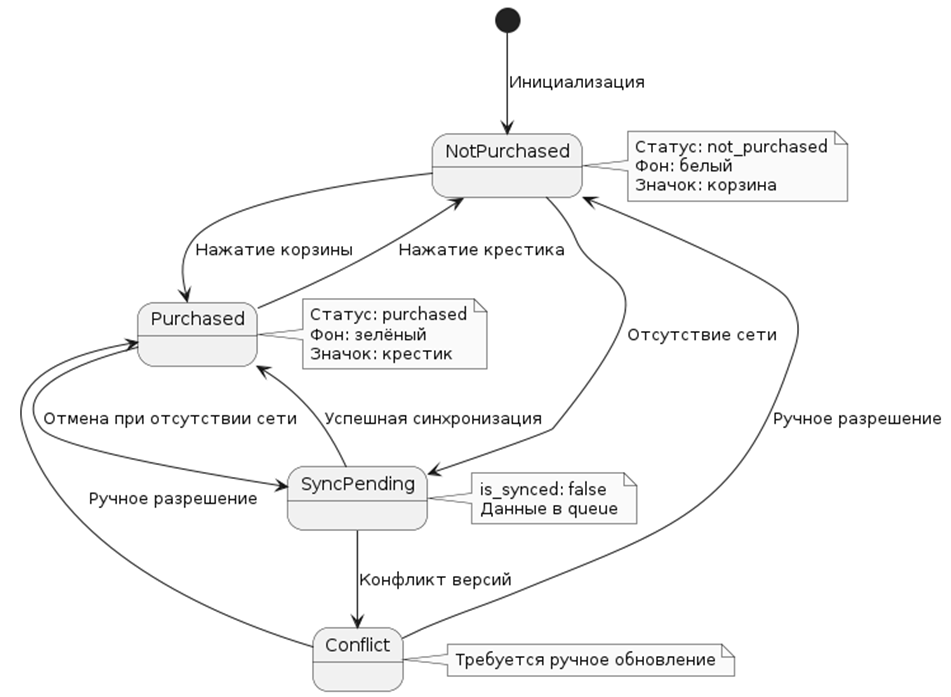 Инициализация
NotPurchased
Статус: not_purchased
Фон: белый
Значок: корзина
Нажатие корзины
Нажатие крестика
Purchased
Статус: purchased
Фон: зелёный
Значок: крестик
Отсутствие сети
Отмена при отсутствии сети
Успешная синхронизация
Ручное разрешение
SyncPending
is_synced: false
Данные в queue
Ручное разрешение
Конфликт версий
Conflict
Требуется ручное обновление